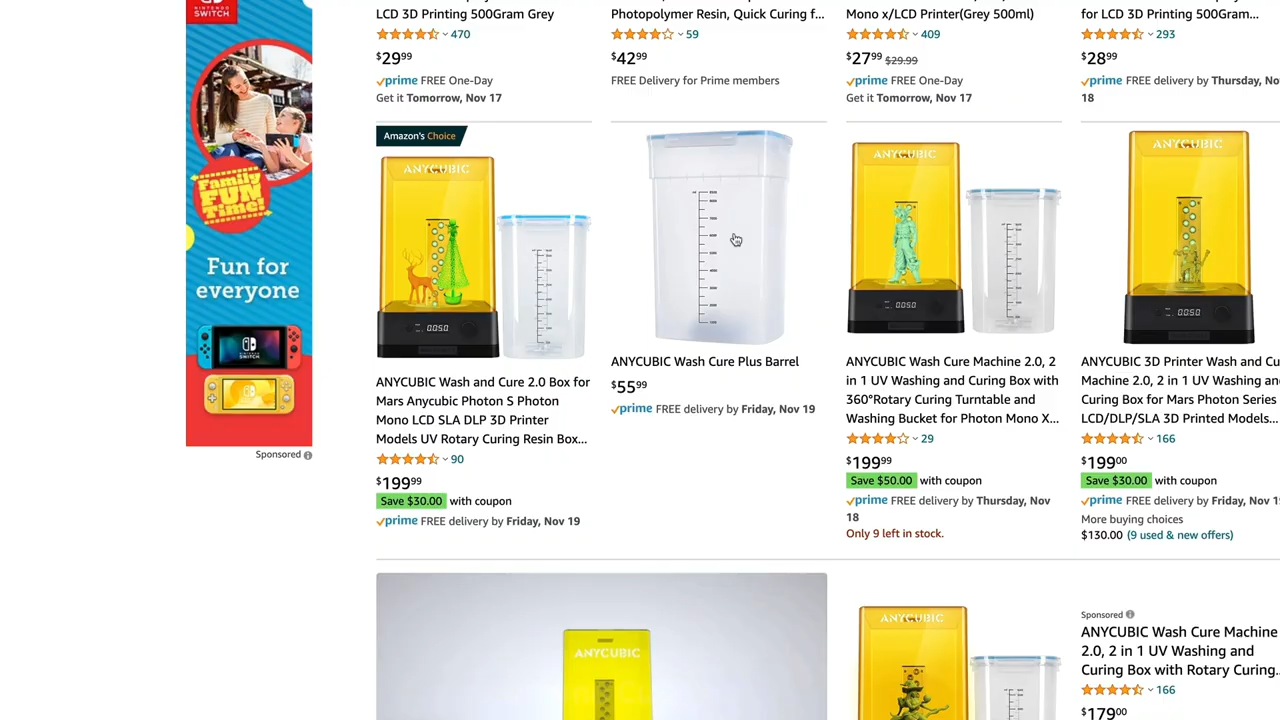 NINTENDO
SWITCH
Family
FUN
Time!
Fun for
everyone
Sponsored
LCD 3D Printing 500Gram Grey
470
$29.99
prime FREE One-Day
Get it Tomorrow, Nov 17
Photopolymer Resin, Quick Curing f...
59
$42.99
FREE Delivery for Prime members
Mono x/LCD Printer(Grey 500ml)
409
$27.99 $29.99
prime FREE One-Day
Get it Tomorrow, Nov 17
for LCD 3D Printing 500Gram...
293
$28.99
prime FREE delivery by Thursday, No
18
Amazon's Choice
ANYCUBIC
ANYCUBIC Wash and Cure 2.0 Box for
Mars Anycubic Photon S Photon
Mono LCD SLA DLP 3D Printer
Models UV Rotary Curing Resin Box...
90
$199.99
Save $30.00 with coupon
prime FREE delivery by Friday, Nov 19
ANYCUBIC Wash Cure Plus Barrel
$55.99
prime FREE delivery by Friday, Nov 19
ANYCUBIC
ANYCUBIC Wash Cure Machine 2.0, 2
in 1 UV Washing and Curing Box with
360°Rotary Curing Turntable and
Washing Bucket for Photon Mono X...
29
$199.99
Save $50.00 with coupon
prime FREE delivery by Thursday, Nov
18
Only 9 left in stock.
ANYCUBIC
ANYCUBIC 3D Printer Wash and Cu
Machine 2.0, 2 in 1 UV Washing an
Curing Box for Mars Photon Series
LCD/DLP/SLA 3D Printed Models...
166
$199.00
Save $30.00 with coupon
prime FREE delivery by Friday, Nov 1
More buying choices
$130.00 (9 used & new offers)
ANYCUBIC
ANYCUBIC
Sponsored
ANYCUBIC Wash Cure Machine
2.0, 2 in 1 UV Washing and
Curing Box with Rotary Curing...
166
$179.00